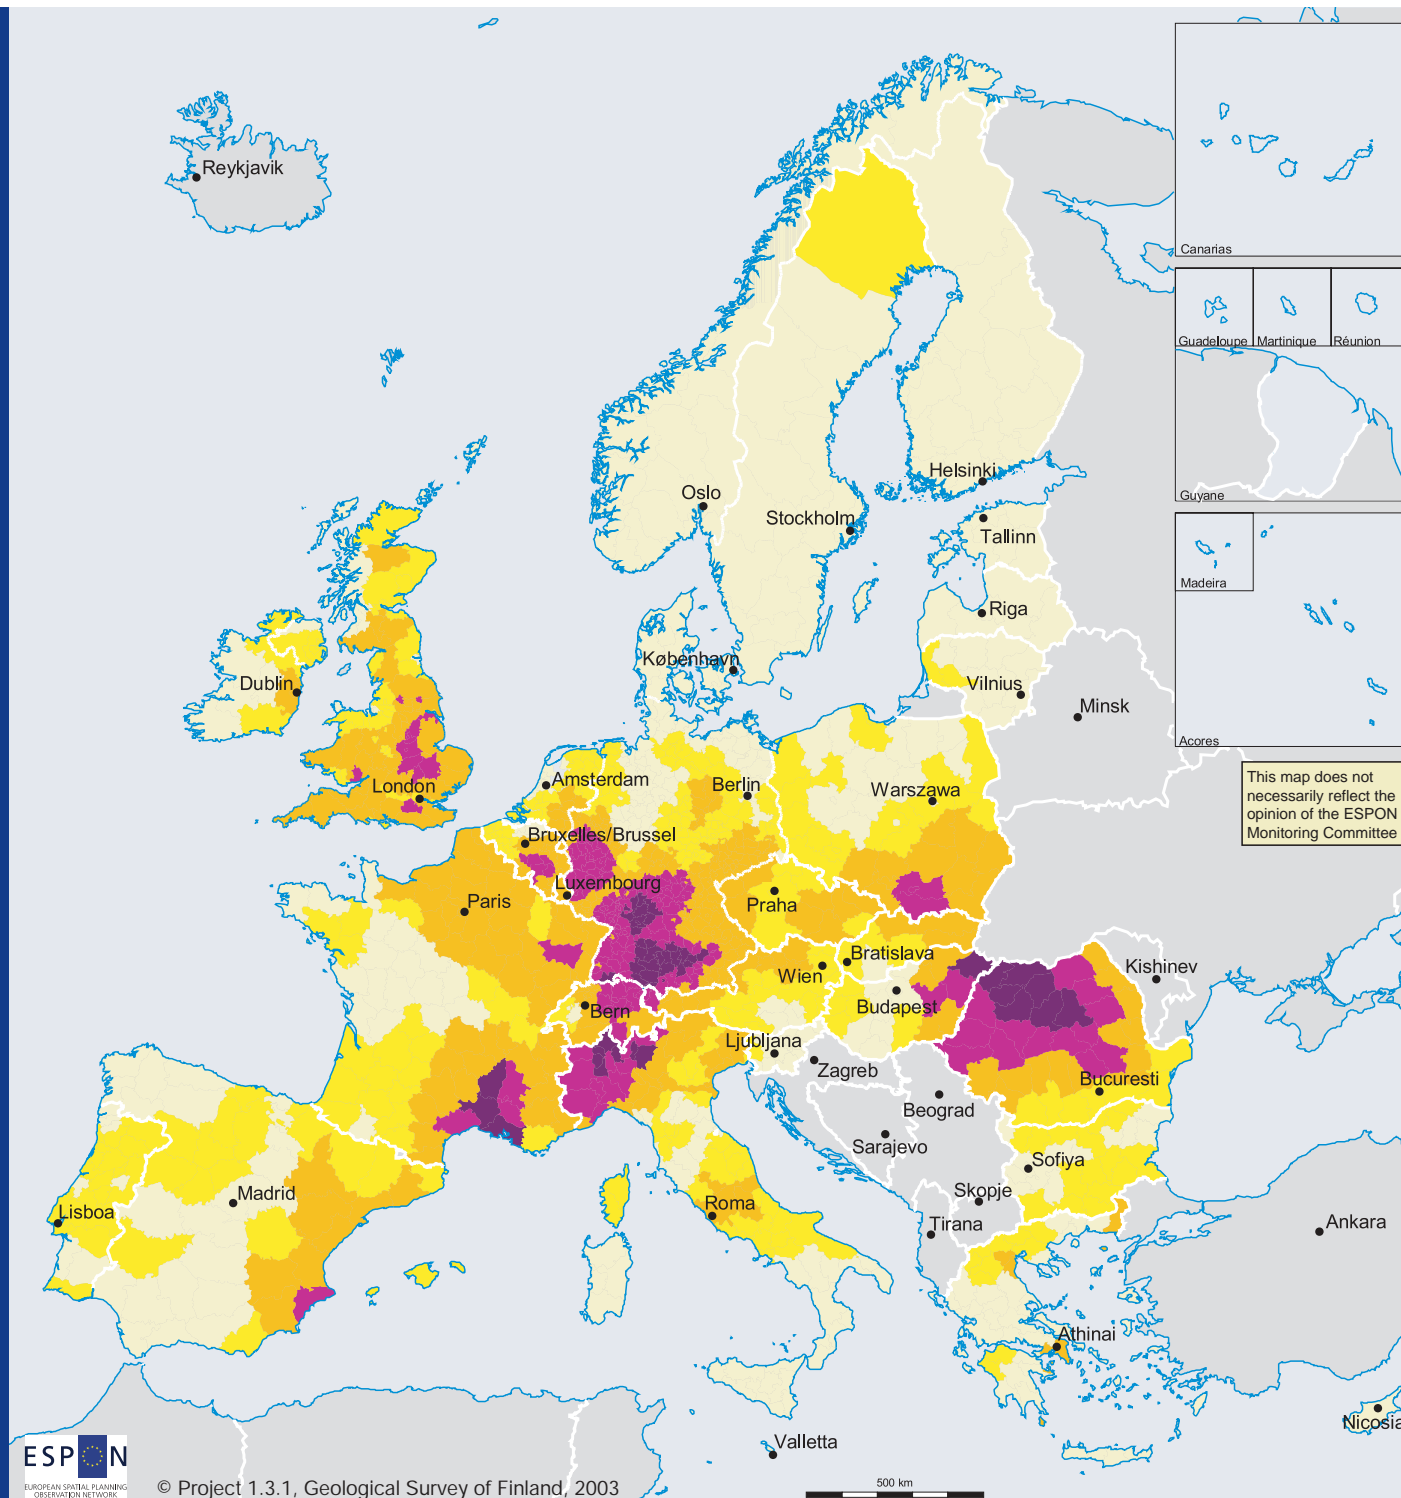 Reykjavik
Canarias
Guadeloupe
Martinique
Réunion
Guyane
Madeira
Acores
Helsinki
Oslo
Stockholm
Tallinn
Riga
København
Vilnius
Minsk
Dublin
Amsterdam
Berlin
Warszawa
London
This map does not
necessarily reflect the
opinion of the ESPON
Monitoring Committee
Bruxelles/Brussel
Luxembourg
Paris
Praha
Bratislava
Wien
Kishinev
Budapest
Bern
Ljubljana
Zagreb
Bucuresti
Beograd
Sarajevo
Sofiya
Skopje
Madrid
Roma
Lisboa
Tirana
Ankara
Athinai
Nicosia
Valletta
ESPON
EUROPEAN SPATIAL PLANNING
OBSERVATION NETWORK
© Project 1.3.1, Geological Survey of Finland, 2003
500 km